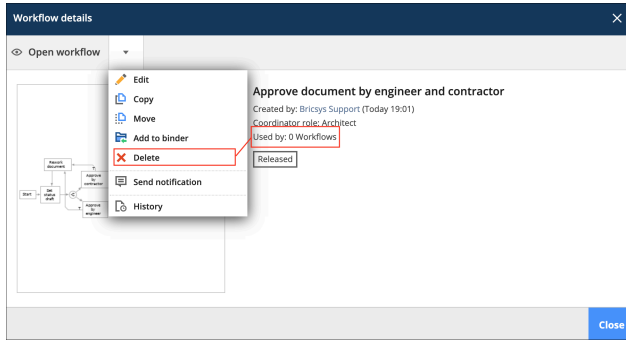 Workflow details
Open workflow
Edit
Copy
Move
Add to binder
Delete
Send notification
History
Approve document by engineer and contractor
Created by: Bricsys Support (Today 19:01)
Coordinator role: Architect
Used by: 0 Workflows
Released
Rework
document
Approve
by
contractor
Start
Set
status
draft
Approve
by
engineer
Close